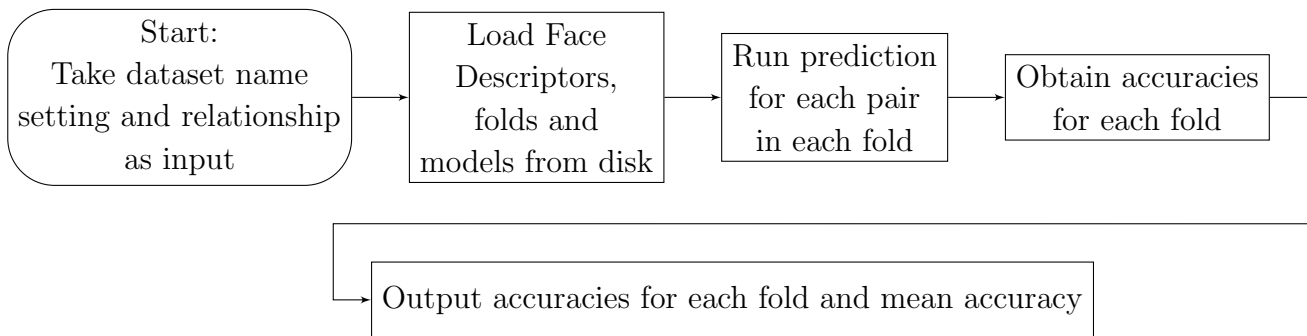 Start:
Take dataset name
setting and relationship
as input
Load Face
Descriptors,
folds and
models from disk
Run prediction
for each pair
in each fold
Obtain accuracies
for each fold
Output accuracies for each fold and mean accuracy